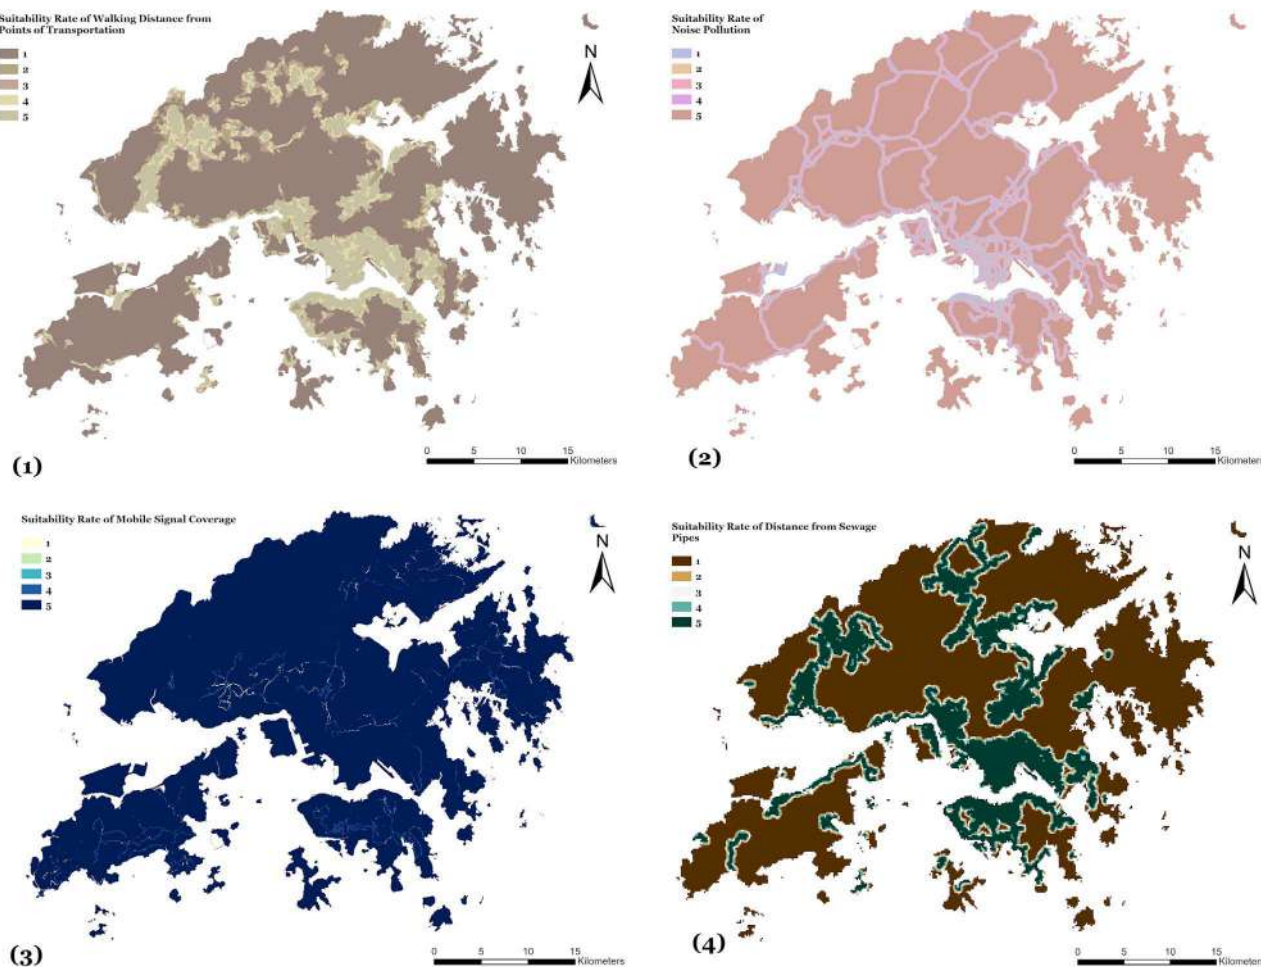 Suitability Rate of Walking Distance from
Points of Transportation
1
2
3
4
5
N
0 5 10 15
Kilometers
(1)
Suitability Rate of
Noise Pollution
1
2
3
4
5
N
0 5 10 15
Kilometers
(2)
Suitability Rate of Mobile Signal Coverage
1
2
3
4
5
N
0 5 10 15
Kilometers
(3)
Suitability Rate of Distance from Sewage
Pipes
1
2
3
4
5
N
0 5 10 15
Kilometers
(4)